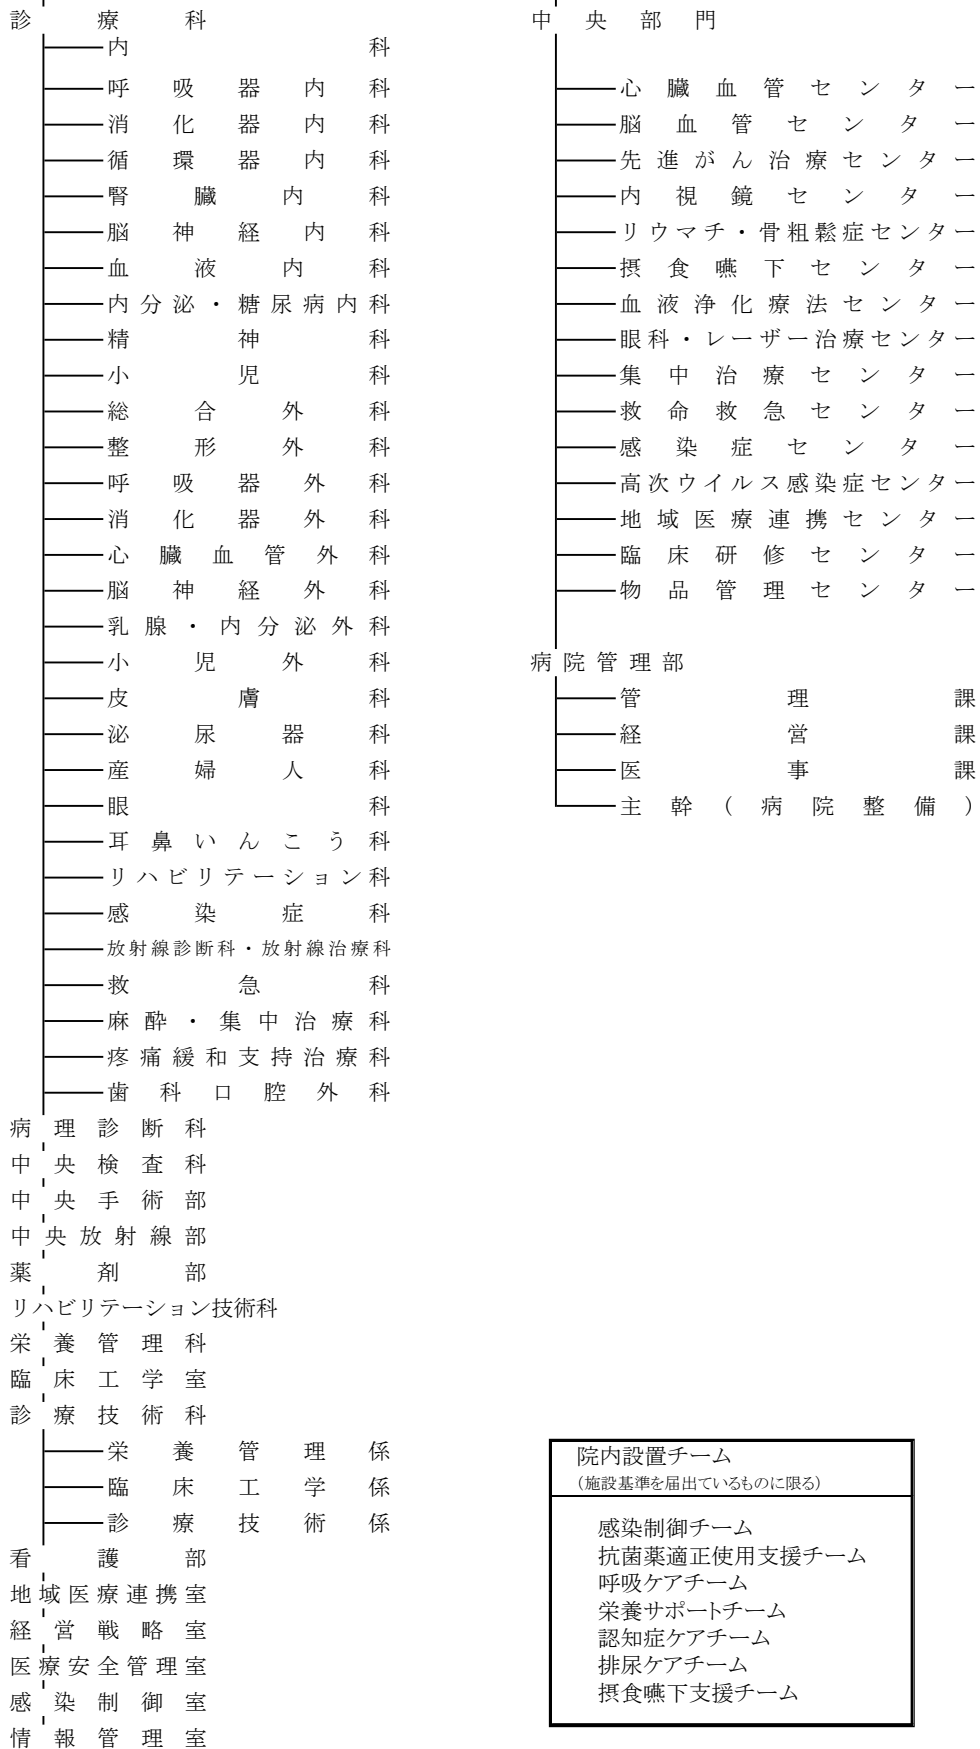 診療科
内科
呼吸器内科
消化器内科
循環器内科
腎臓内科
脳神経内科
血液内科
内分泌・糖尿病内科
精神科
小児科
総合外科
整形外科
呼吸器外科
消化器外科
心臓血管外科
脳神経外科
乳腺・内分泌外科
小児外科
皮膚科
泌尿器科
産婦人科
眼科
耳鼻いんこう科
リハビリテーション科
感染症科
放射線診断科・放射線治療科
救急科
麻酔・集中治療科
疼痛緩和支持治療科
歯科口腔外科
病理診断科
中央検査科
中央手術部
中央放射線部
薬剤部
リハビリテーション技術科
栄養管理科
臨床工学室
診療技術科
栄養管理係
臨床工学係
診療技術係
看護部
地域医療連携室
経営戦略室
医療安全管理室
感染制御室
情報管理室
中央部門
心臓血管センター
脳血管センター
先進がん治療センター
内視鏡センター
リウマチ・骨粗鬆症センター
摂食嚥下センター
血液浄化療法センター
眼科・レーザー治療センター
集中治療センター
救命救急センター
感染症センター
高次ウイルス感染症センター
地域医療連携センター
臨床研修センター
物品管理センター
病院管理部
管理課
経営課
医事課
主幹(病院整備)
院内設置チーム
(施設基準を届出ているものに限る)
感染制御チーム
抗菌薬適正使用支援チーム
呼吸ケアチーム
栄養サポートチーム
認知症ケアチーム
排尿ケアチーム
摂食嚥下支援チーム